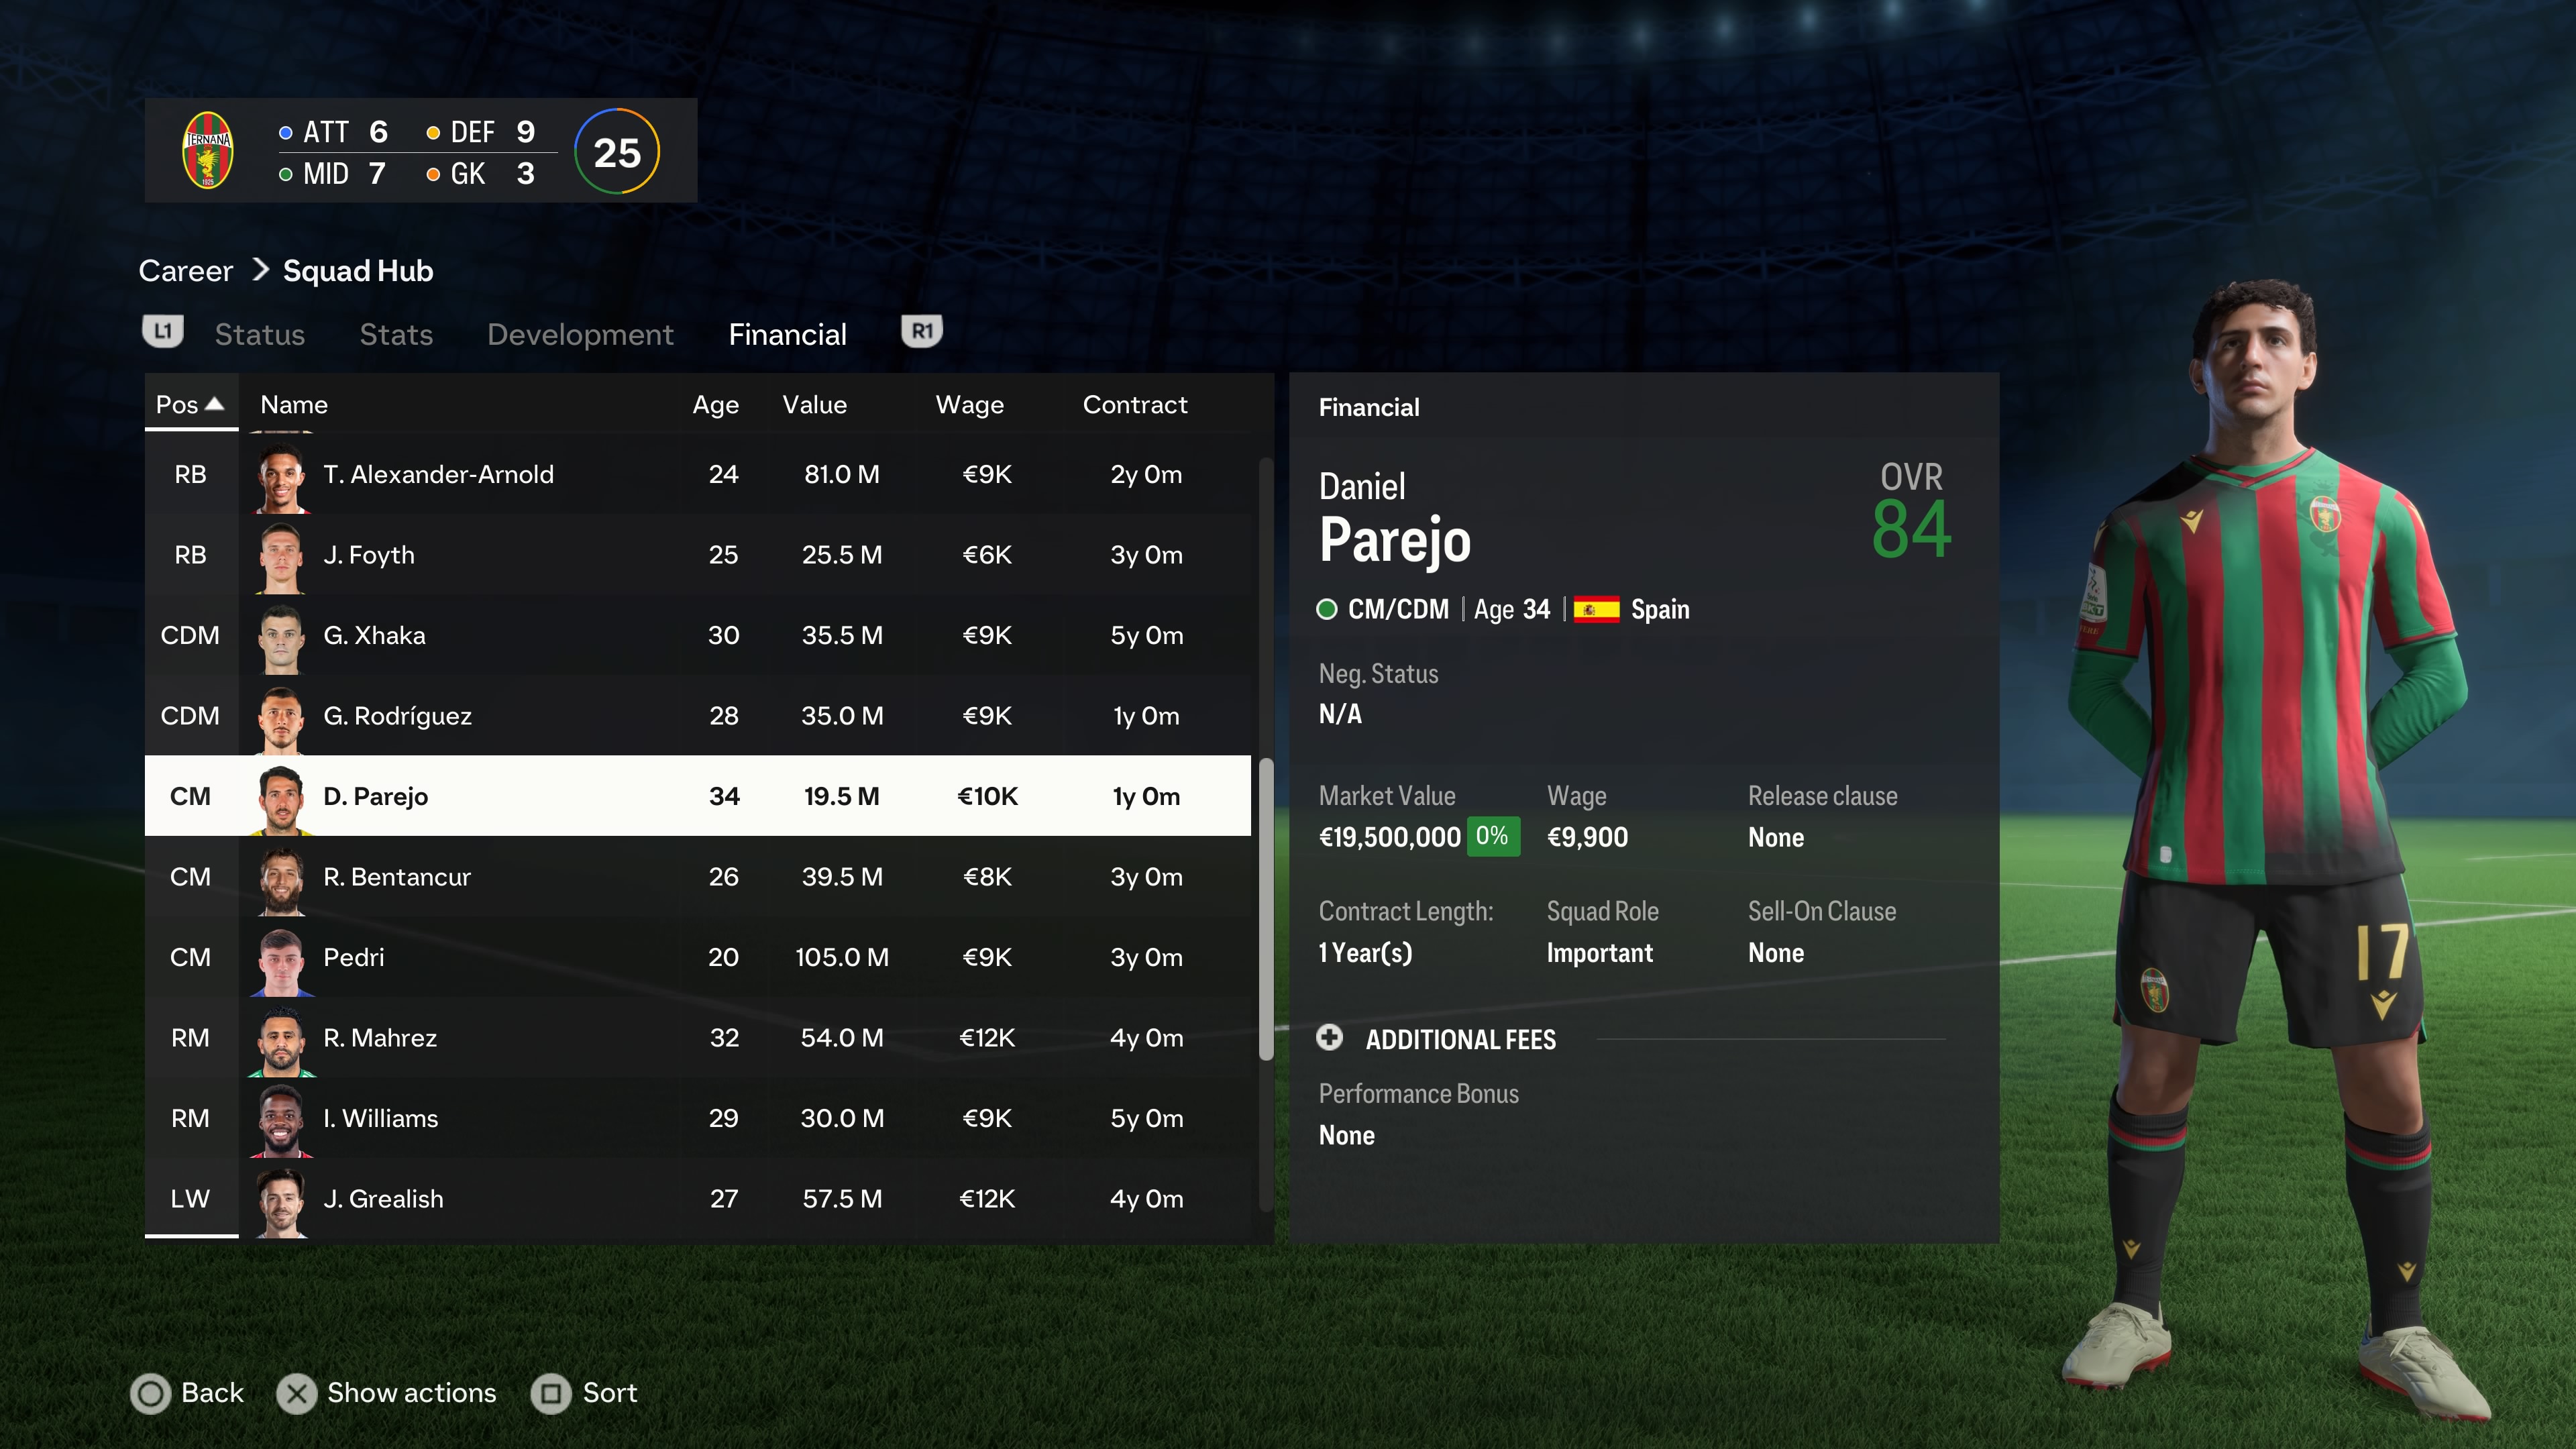 TERNANA
1925
ATT 6 DEF 9
MID 7 GK 3
25
Career > Squad Hub
L1 Status Stats Development Financial R1
Pos Name Age Value Wage Contract
RB T. Alexander-Arnold 24 81.0 M €9K 2y 0m
RB J. Foyth 25 25.5 M €6K 3y 0m
CDM G. Xhaka 30 35.5 M €9K 5y 0m
CDM G. Rodríguez 28 35.0 M €9K 1y 0m
CM D. Parejo 34 19.5 M €10K 1y 0m
CM R. Bentancur 26 39.5 M €8K 3y 0m
CM Pedri 20 105.0 M €9K 3y 0m
RM R. Mahrez 32 54.0 M €12K 4y 0m
RM I. Williams 29 30.0 M €9K 5y 0m
LW J. Grealish 27 57.5 M €12K 4y 0m
Financial
Daniel
Parejo
OVR
84
CM/CDM | Age 34 | Spain
Neg. Status
N/A
Market Value Wage Release clause
€19,500,000 0% €9,900 None
Contract Length: Squad Role Sell-On Clause
1 Year(s) Important None
ADDITIONAL FEES
Performance Bonus
None
17
Back Show actions Sort